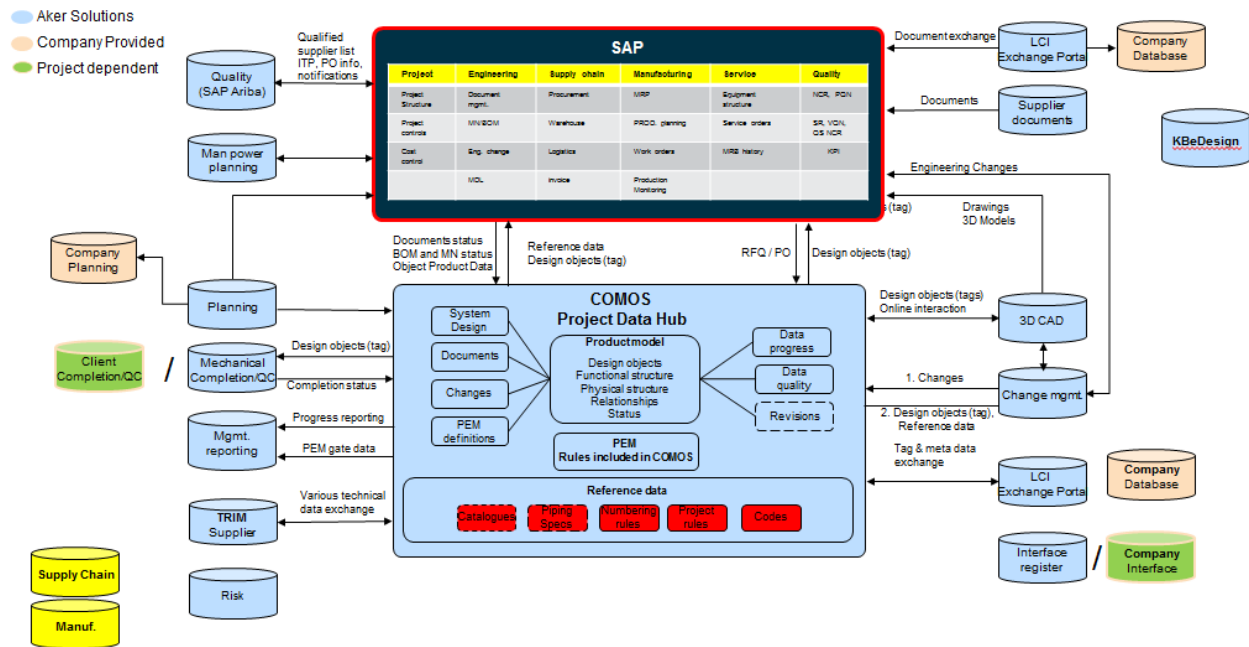 Aker Solutions
Company Provided
Project dependent
Qualified
supplier list
ITP, PO info,
notifications
Quality
(SAP Ariba)
Man power
planning
Company
Planning
Planning
Client
Completion/QC
/
Mechanical
Completion/QC
Design objects (tag)
Completion status
Mgmt.
reporting
Progress reporting
PEM gate data
TRIM
Supplier
Various technical
data exchange
Risk
Supply Chain
Manuf.
SAP
Project
Engineering
Supply chain
Manufacturing
Service
Quality
Project
Structure
Document
mgmt.
Procurement
MRP
Equipment
structure
NCR, PQN
Project
controls
MN/BOM
Warehouse
PROD. planning
Service orders
SR, VQN,
QS NCR
Cost
control
Eng. change
Logistics
Work orders
MRB history
KPI
MDL
Invoice
Production
Monitoring
Documents status
BOM and MN status
Object Product Data
Reference data
Design objects (tag)
RFQ / PO
Design objects (tag)
s (tag)
COMOS
Project Data Hub
System
Design
Documents
Changes
PEM
definitions
Productmodel
Design objects
Functional structure
Physical structure
Relationships
Status
Data
progress
Data
quality
Revisions
PEM
Rules included in COMOS
Reference data
Catalogues
Piping
Specs
Numbering
rules
Project
rules
Codes
Document exchange
LCI
Exchange Porta
Company
Database
Documents
Supplier
documents
KBeDesign
Engineering Changes
Drawings
3D Models
Design objects (tags)
Online interaction
3D CAD
1. Changes
Change mgmt.
2. Design objects (tag),
Reference data
Tag & meta data
exchange
LCI
Exchange Porta
Company
Database
Interface
register
/
Company
Interface